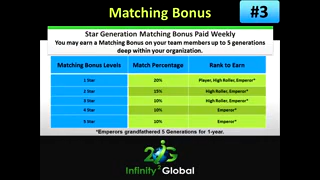 Matching Bonus
#3
Star Generation Matching Bonus Paid Weekly
You may earn a Matching Bonus on your team members up to 5 generations
deep within your organization.
Matching Bonus Levels Match Percentage Rank to Earn
1 Star 20% Player, High Roller, Emperor*
2 Star 15% High Roller, Emperor*
3 Star 10% High Roller, Emperor*
4 Star 10% Emperor*
5 Star 10% Emperor*
*Emperors grandfathered 5 Generations for 1-year.
Infinity 2 Global